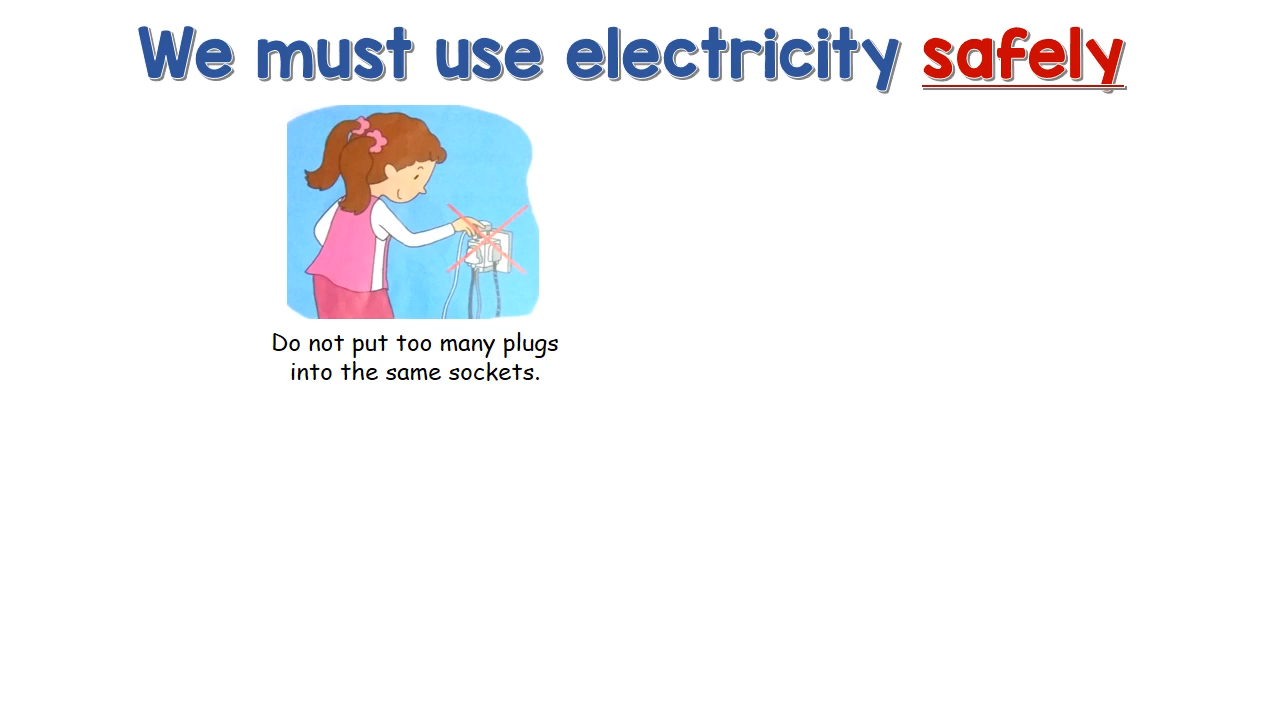 We must use electricity safely
Do not put too many plugs
into the same sockets.